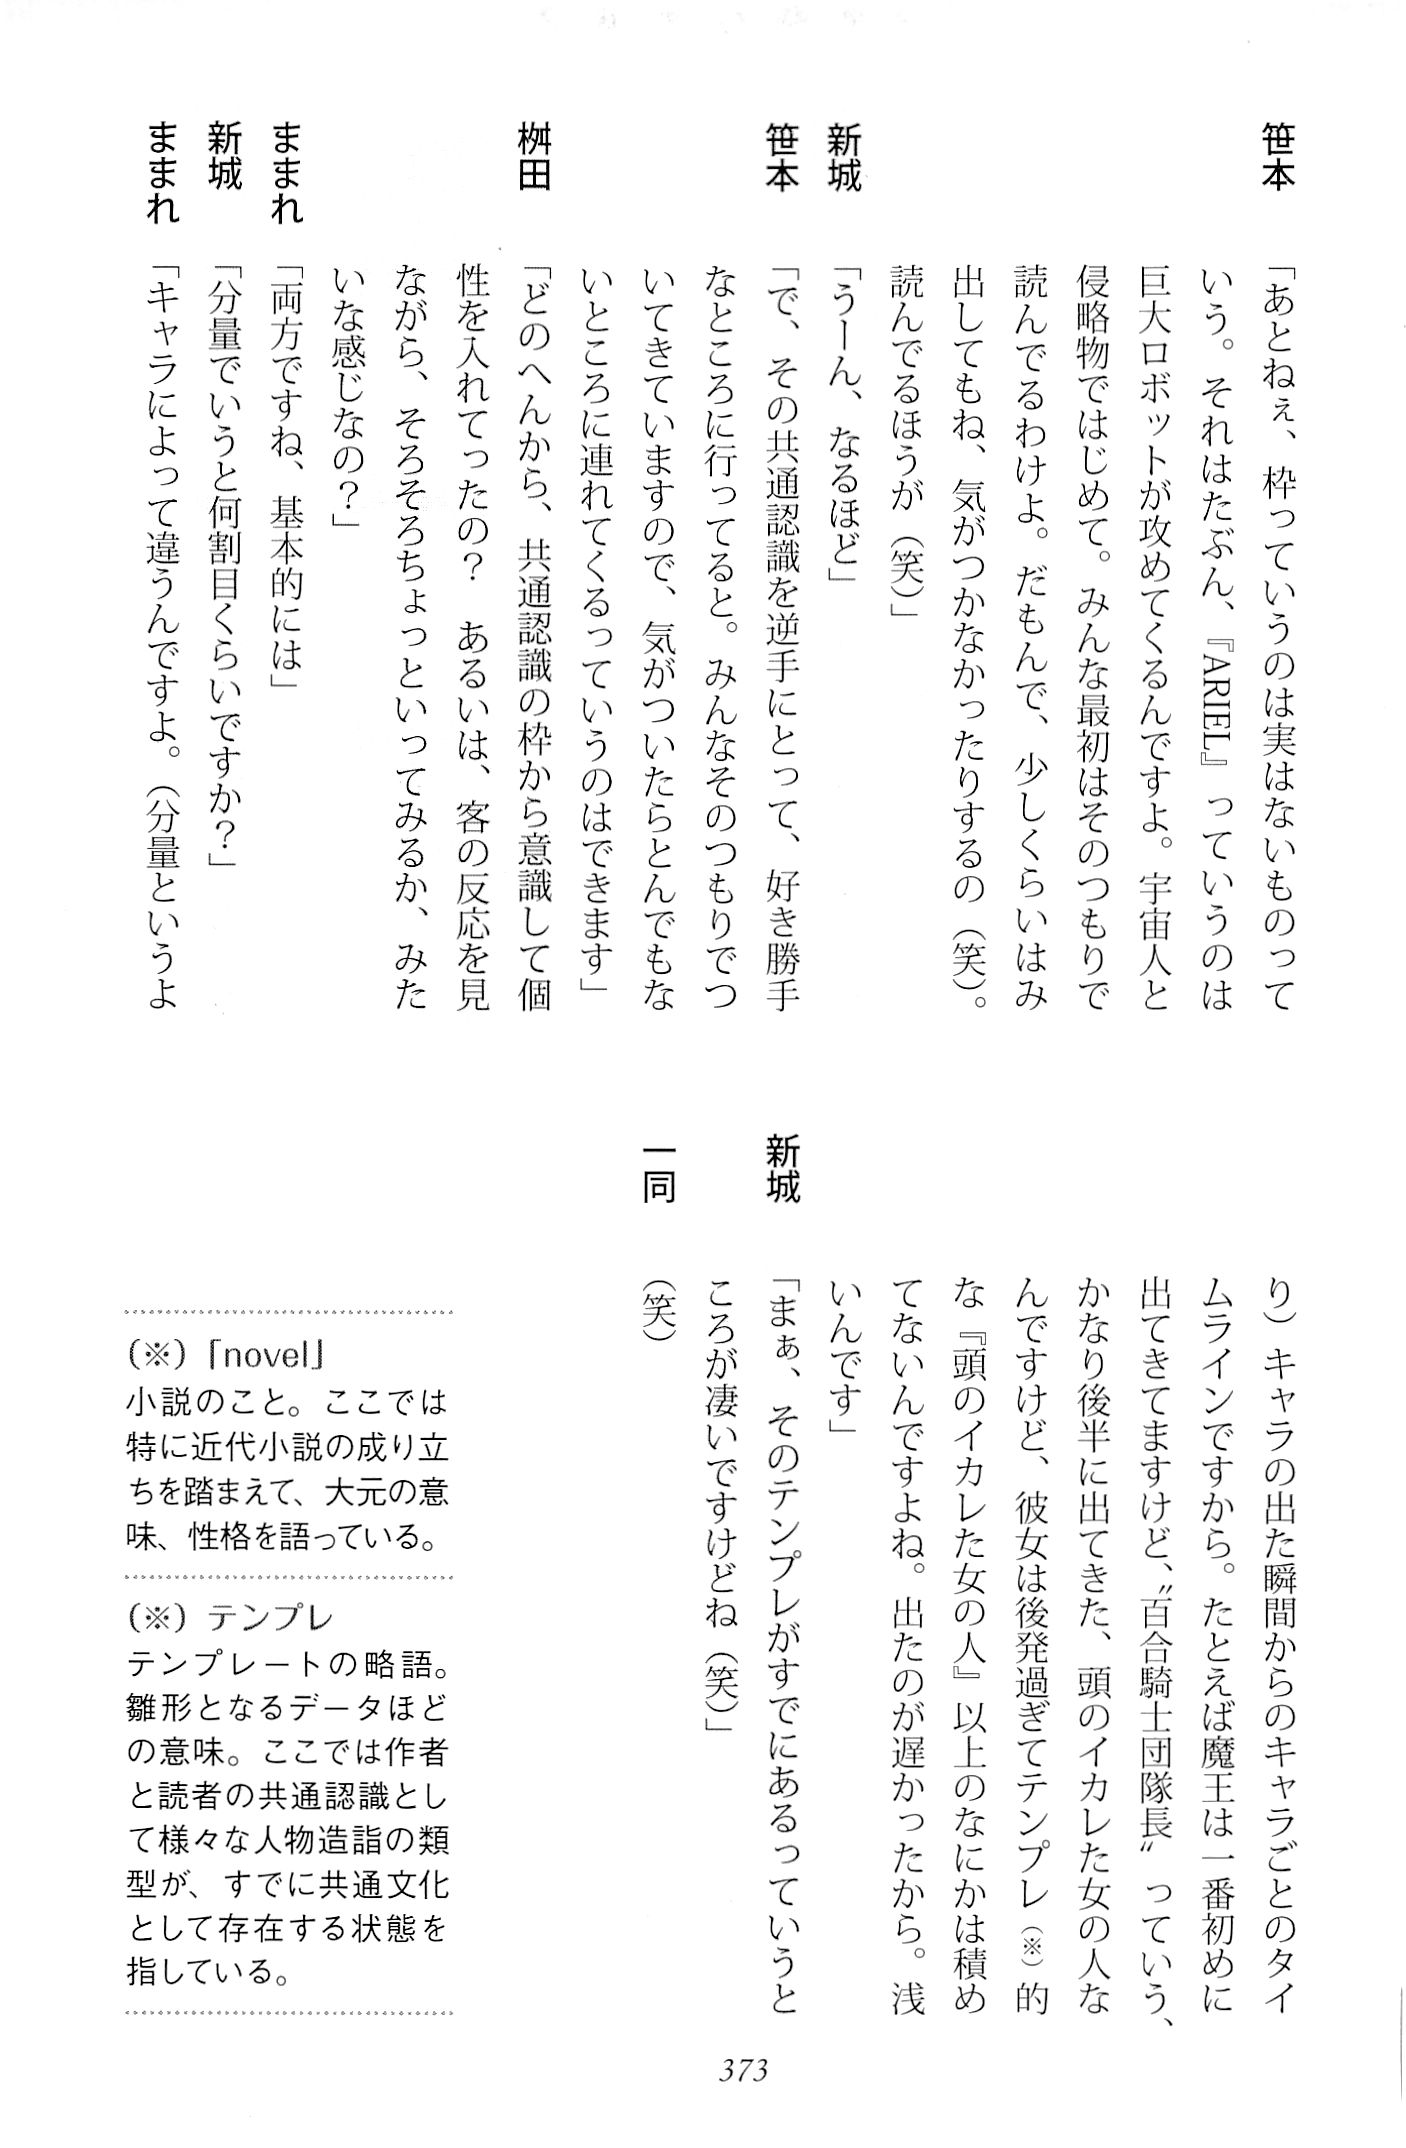 笹本　「あとねぇ、枠っていうのは実はないものって
いう。それはたぶん、『ARIEL』っていうのは
巨大ロボットが攻めてくるんですよ。宇宙人と
侵略物ではじめて。みんな最初はそのつもりで
読んでるわけよ。だもんで、少しくらいはみ
出してもね、気がつかなかったりするの（笑）。
読んでるほうが（笑）」
新城　「うーん、なるほど」
笹本　「で、その共通認識を逆手にとって、好き勝手
なところに行ってると。みんなそのつもりでつ
いてきていますので、気がついたらとんでもな
いところに連れてくるっていうのはできます」
桝田　「どのへんから、共通認識の枠から意識して個
性を入れてったの？　あるいは、客の反応を見
ながら、そろそろちょっといってみるか、みた
いな感じなの？」
ままれ　「両方ですね、基本的には」
新城　「分量でいうと何割目くらいですか？」
ままれ　「キャラによって違うんですよ。（分量というよ
り）キャラの出た瞬間からのキャラごとのタイ
ムラインですから。たとえば魔王は一番初めに
出てきてますけど、〝百合騎士団隊長〟っていう、
かなり後半に出てきた、頭のイカレた女の人な
んですけど、彼女は後発過ぎてテンプレ（※）的
な『頭のイカレた女の人』以上のなにかは積め
てないんですよね。出たのが遅かったから。浅
いんです」
新城　「まぁ、そのテンプレがすでにあるっていうと
ころが凄いですけどね（笑）」
一同　（笑）
（※）「novel」
小説のこと。ここでは
特に近代小説の成り立
ちを踏まえて、大元の意
味、性格を語っている。
（※）テンプレ
テンプレートの略語。
雛形となるデータほど
の意味。ここでは作者
と読者の共通認識とし
て様々な人物造詣の類
型が、すでに共通文化
として存在する状態を
指している。
373